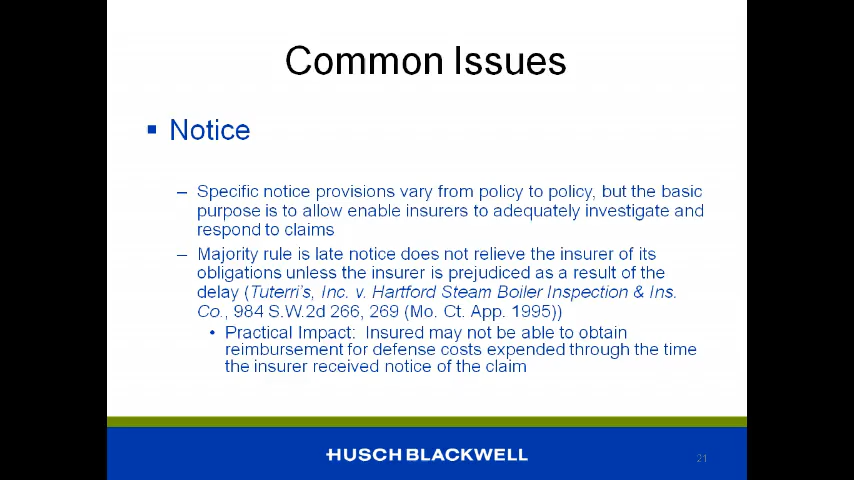 Common Issues
▪ Notice
– Specific notice provisions vary from policy to policy, but the basic
purpose is to allow enable insurers to adequately investigate and
respond to claims
– Majority rule is late notice does not relieve the insurer of its
obligations unless the insurer is prejudiced as a result of the
delay (Tuterri's, Inc. v. Hartford Steam Boiler Inspection & Ins.
Co., 984 S.W.2d 266, 269 (Mo. Ct. App. 1995))
• Practical Impact: Insured may not be able to obtain
reimbursement for defense costs expended through the time
the insurer received notice of the claim
HUSCH BLACKWELL
21